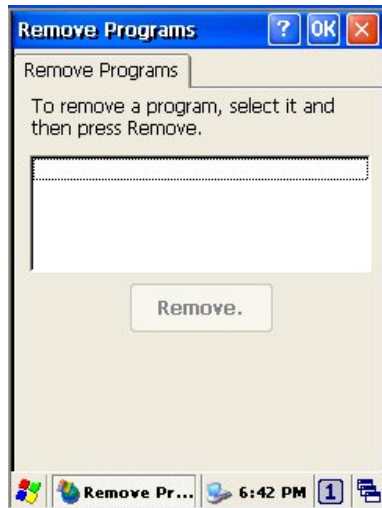 Remove Programs ? OK ×
Remove Programs
To remove a program, select it and
then press Remove.
Remove.
Remove Pr... 6:42 PM 1